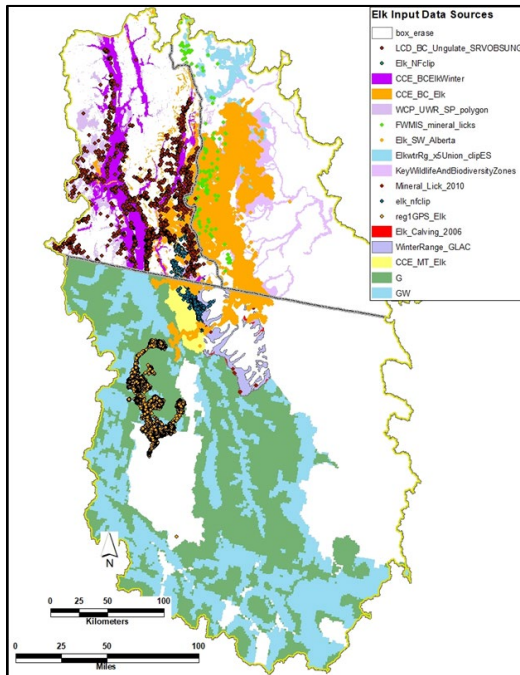 Elk Input Data Sources
box_erase
LCD_BC_Ungulate_SRVOBSUNG
Elk_NFclip
CCE_BCElkWinter
CCE_BC_Elk
WCP_UWR_SP_polygon
FWMIS_mineral_licks
Elk_SW_Alberta
ElkwtrRg_x5Union_clipES
KeyWildlifeAndBiodiversityZones
Mineral_Lick_2010
elk_nfclip
reg1GPS_Elk
Elk_Calving_2006
WinterRange_GLAC
CCE_MT_Elk
G
GW
N
0 25 50 100
Kilometers
0 50 100
Miles